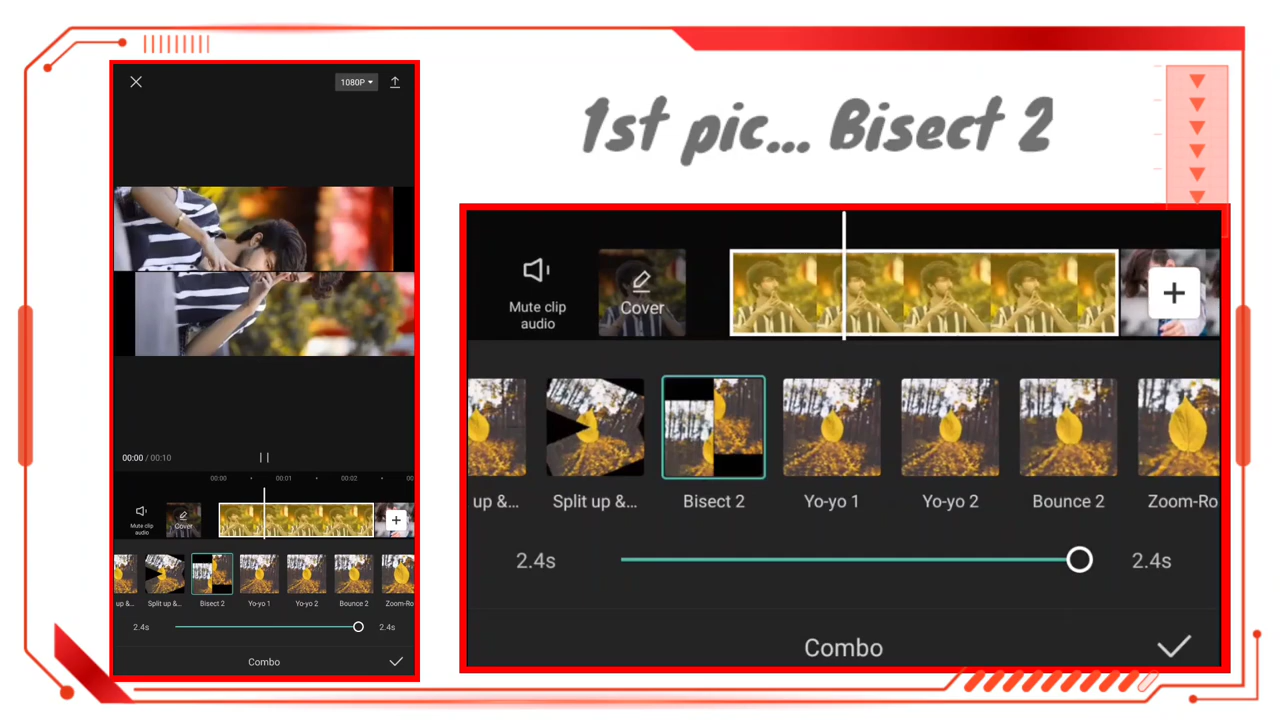 1080P
1st pic... Bisect 2
00:00 / 00:10
00:00
00:01
00:02
00
Mute clip
audio
Cover
up &...
Split up &...
Bisect 2
Yo-yo 1
Yo-yo 2
Bounce 2
Zoom-Ro
2.4s
2.4s
Combo
Mute clip
audio
Cover
up &...
Split up &...
Bisect 2
Yo-yo 1
Yo-yo 2
Bounce 2
Zoom-Ro
2.4s
2.4s
Combo